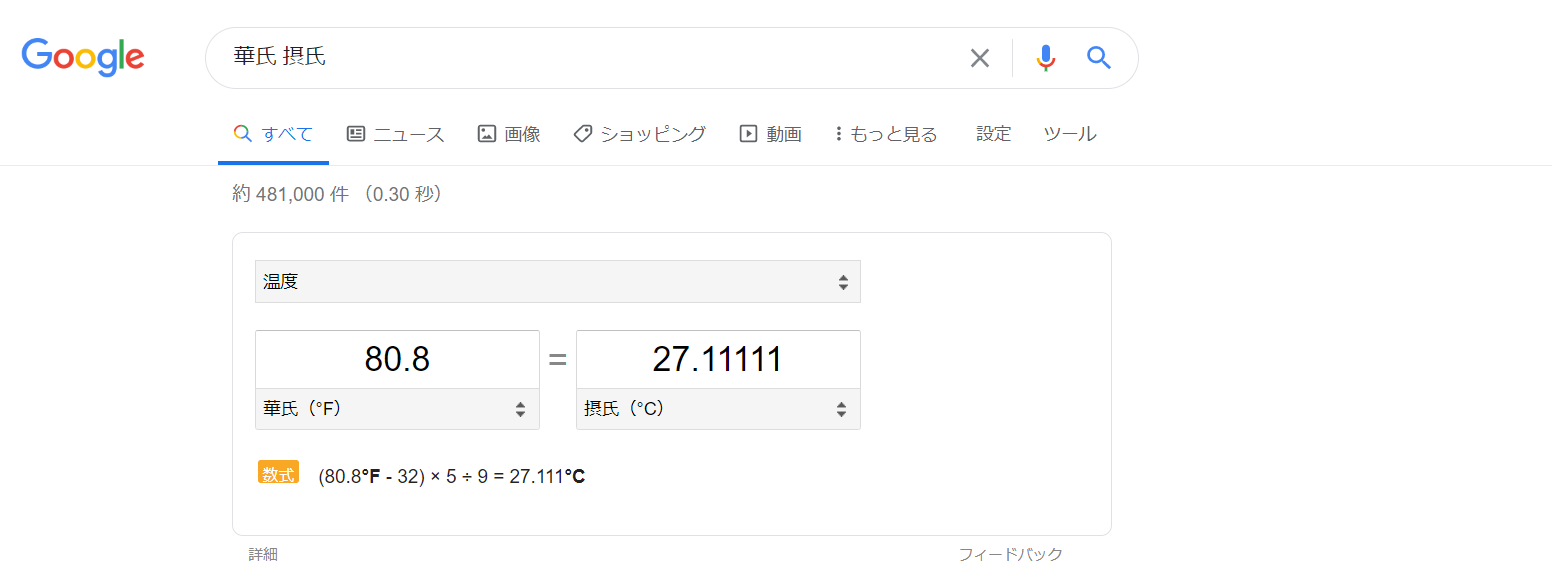 Google 華氏 摂氏
すべて ニュース 画像 ショッピング 動画 もっと見る 設定 ツール
約 481,000 件 （0.30 秒）
温度
80.8 = 27.11111
華氏（°F） 摂氏（°C）
数式 (80.8°F - 32) × 5 ÷ 9 = 27.111°C
詳細 フィードバック